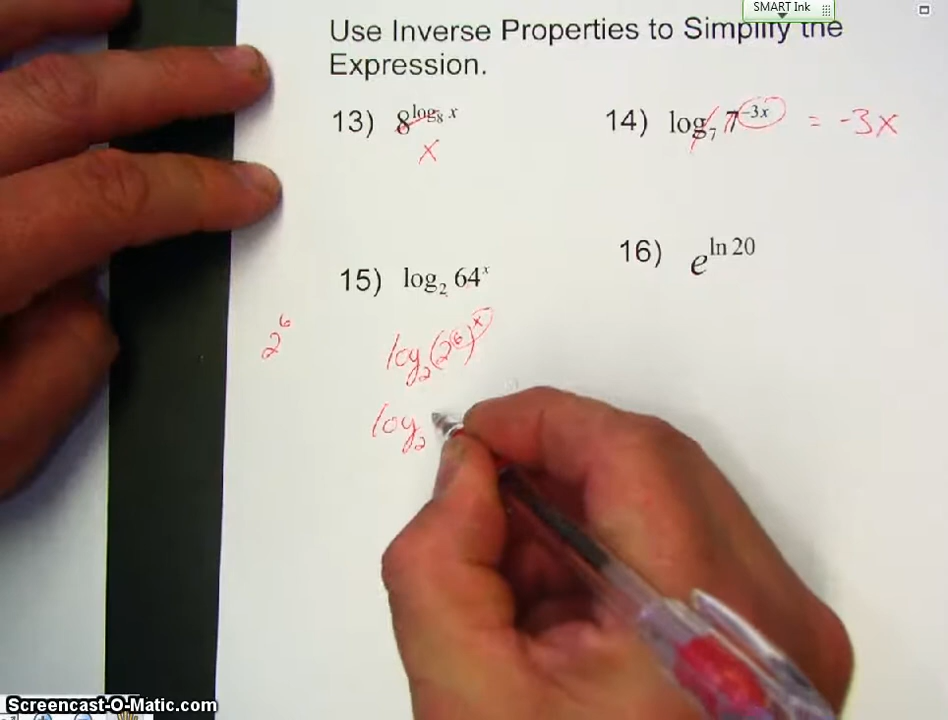 SMART Ink
Use Inverse Properties to Simplify the
Expression.
13) 8^{log₈ x}
x
14) log₇ 7^{-3x} = -3x
15) log₂ 64ˣ
16) e^{ln 20}
2⁶
log₂(2⁶)ˣ
log₂
Screencast-O-Matic.com